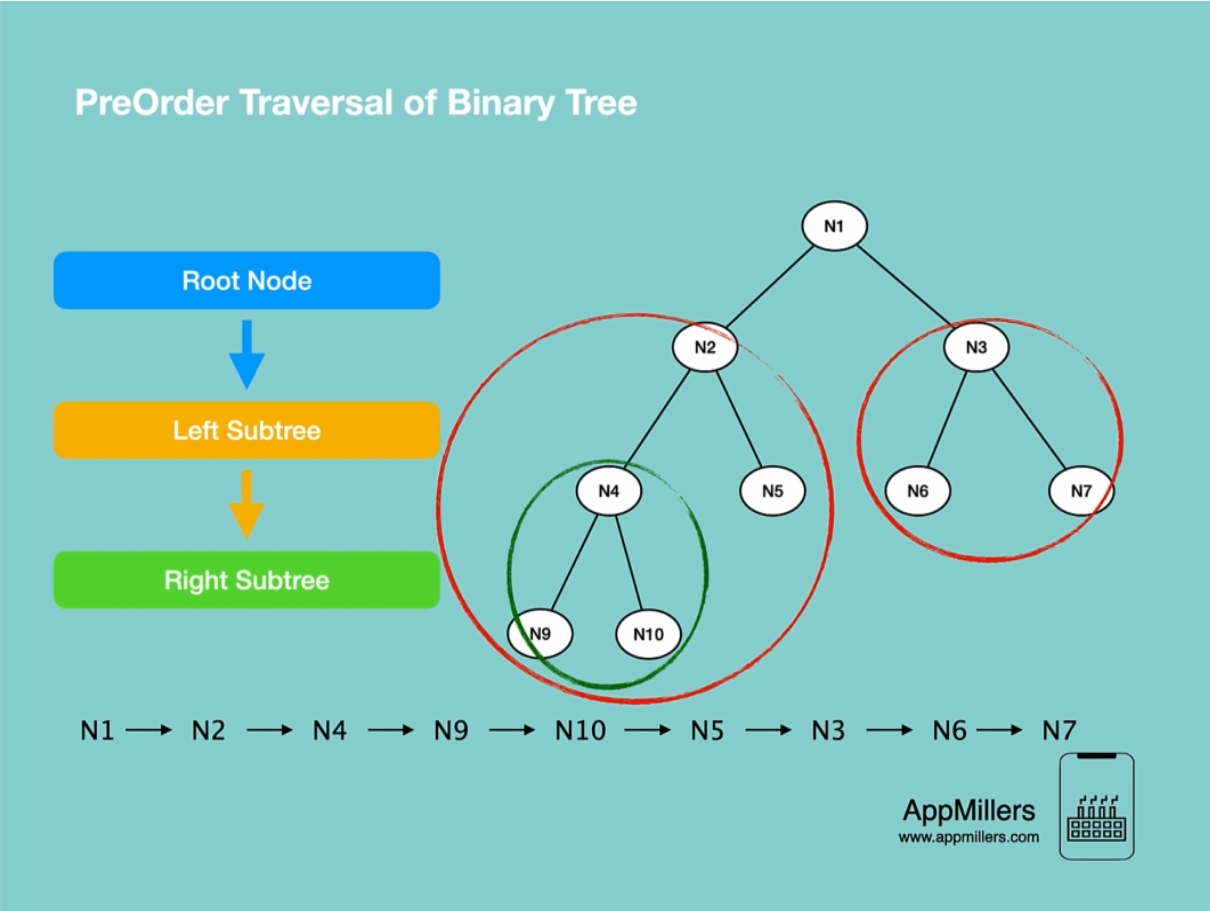 PreOrder Traversal of Binary Tree
Root Node
Left Subtree
Right Subtree
N1
N2
N3
N4
N5
N6
N7
N9
N10
N1 → N2 → N4 → N9 → N10 → N5 → N3 → N6 → N7
AppMillers
www.appmillers.com